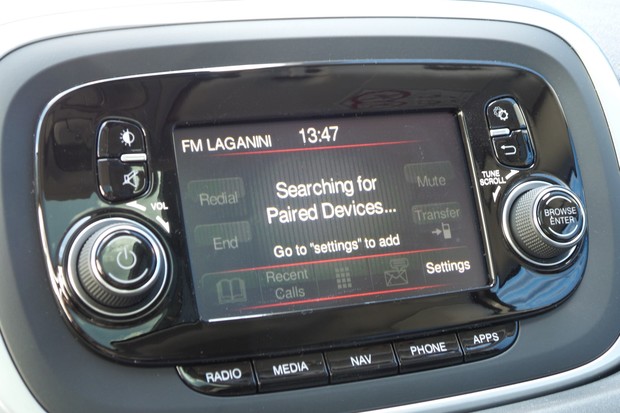 FM LAGANINI 13:47
Searching for
Paired Devices...
Redial
Mute
End
Transfer
Go to "settings" to add
Recent
Calls
Settings
VOL
TUNE
SCROLL
BROWSE
ENTER
RADIO MEDIA NAV PHONE APPS